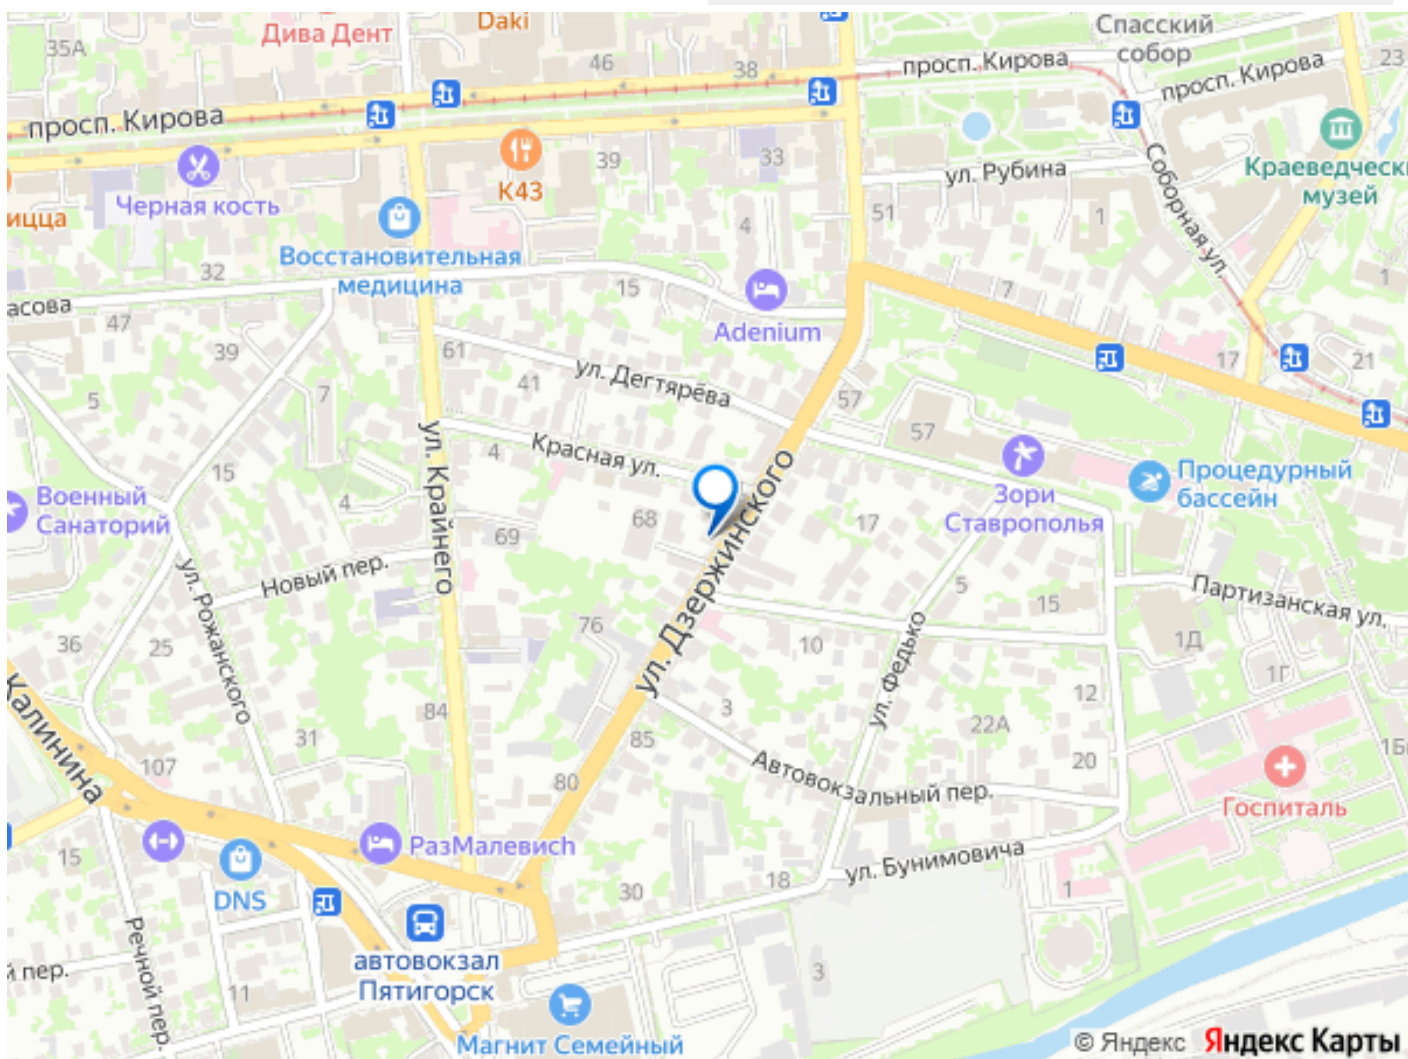 35А
Дива Дент
Daki
46
38
Спасский
собор
просп. Кирова
просп. Кирова
23
просп. Кирова
Черная кость
К43
39
33
ул. Рубина
Краеведческ
музей
ицца
Восстановительная
медицина
4
51
1
Соборная ул.
32
15
7
1
асова
47
39
Adenium
61
41
ул. Дегтярёва
17
21
5
7
57
57
Красная ул.
4
15
4
Военный
Санаторий
ул. Крайнего
68
69
17
Зори
Ставрополья
Процедурный
бассейн
Новый пер.
ул. Рожанского
ул. Дзержинского
5
15
Партизанская ул.
36
25
76
10
ул. Федько
1Д
1Г
Калинина
84
3
12
22А
31
85
20
1Б
107
80
Автовокзальный пер.
Госпиталь
15
РазМалевич
DNS
30
18
ул. Бунимовича
1
Речной пер.
автовокзал
Пятигорск
й пер.
11
3
Магнит Семейный
© Яндекс Яндекс Карты